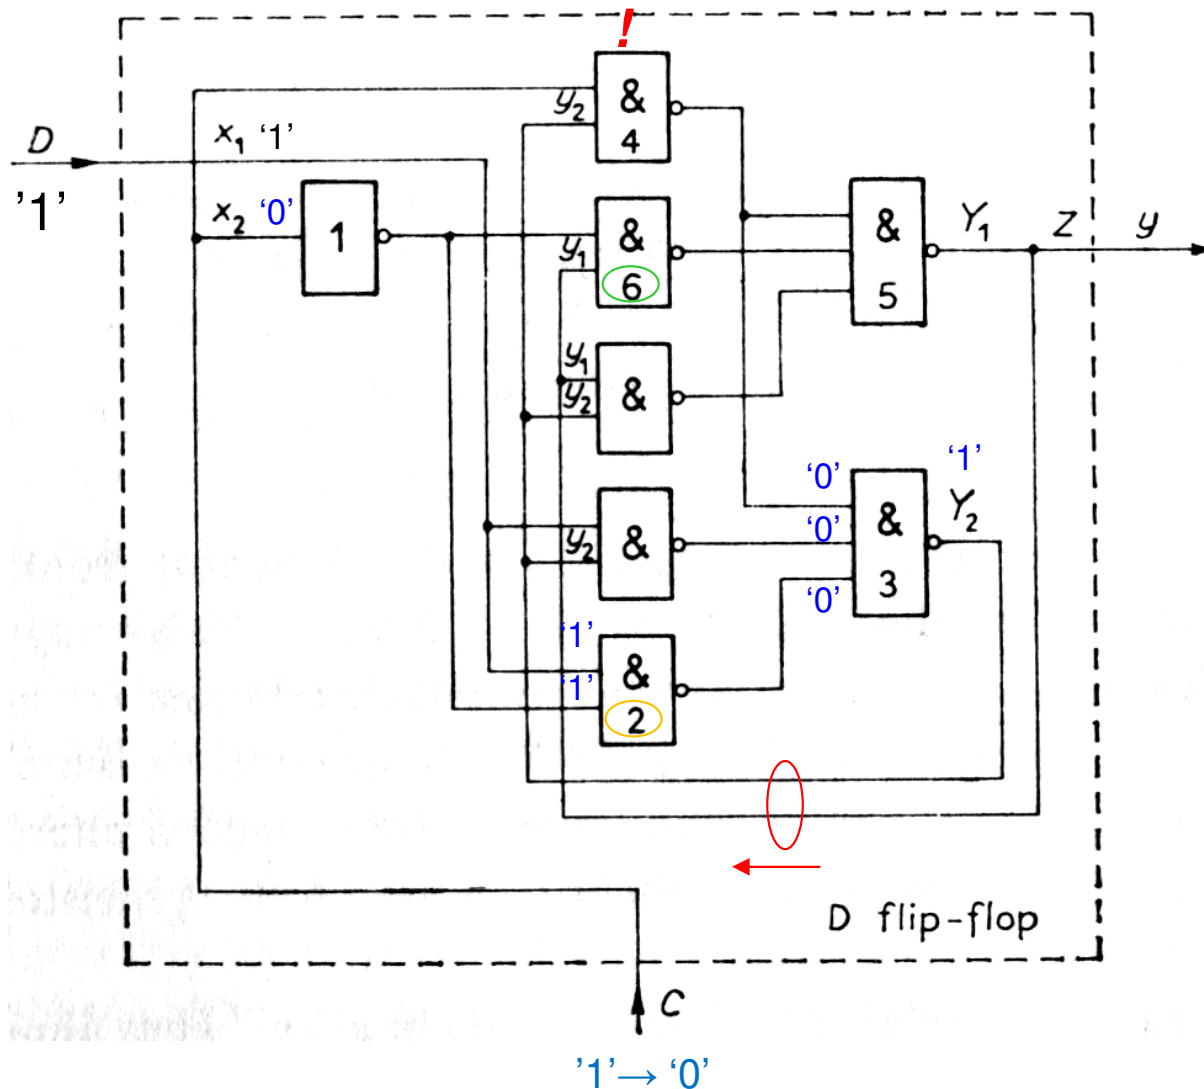 !
&
y₂
4
D
x₁ '1'
'1'
x₂ '0'
1
&
y₁
6
&
5
Y₁ Z y
y₁
y₂
&
y₂
&
'0'
'0'
'0'
&
3
'1'
Y₂
'1'
'1'
&
2
D flip-flop
C
'1'→ '0'